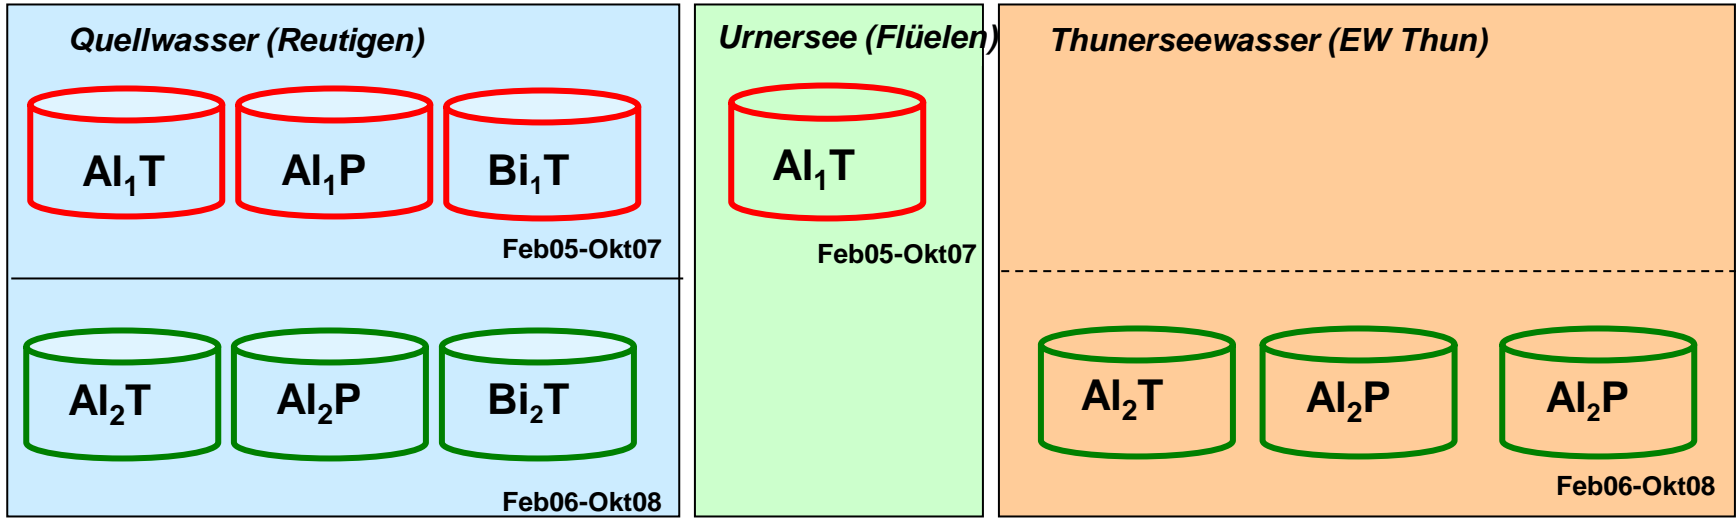 Quellwasser (Reutigen)
Al₁T
Al₁P
Bi₁T
Feb05-Okt07
Al₂T
Al₂P
Bi₂T
Feb06-Okt08
Urnersee (Flüelen)
Al₁T
Feb05-Okt07
Thunerseewasser (EW Thun)
Al₂T
Al₂P
Al₂P
Feb06-Okt08